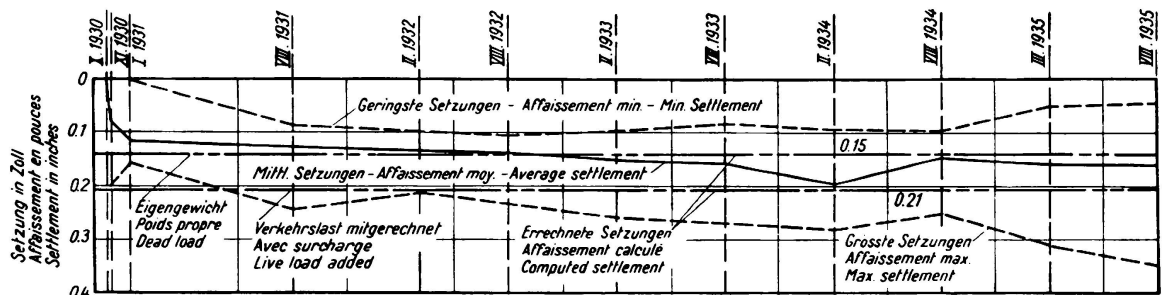 X. 1930
XI. 1930
I. 1931
VIII. 1931
II. 1932
VIII. 1932
II. 1933
VIII. 1933
II. 1934
VIII. 1934
III. 1935
VIII. 1935
Setzung in Zoll
Affaissement en pouces
Settlement in inches
0
0.1
0.2
0.3
0.4
Geringste Setzungen - Affaissement min. - Min. Settlement
0.15
Mittl. Setzungen - Affaissement moy. - Average settlement
0.21
Eigengewicht
Poids propre
Dead load
Verkehrslast mitgerechnet
Avec surcharge
Live load added
Errechnete Setzungen
Affaissement calculé
Computed settlement
Grösste Setzungen
Affaissement max.
Max. settlement